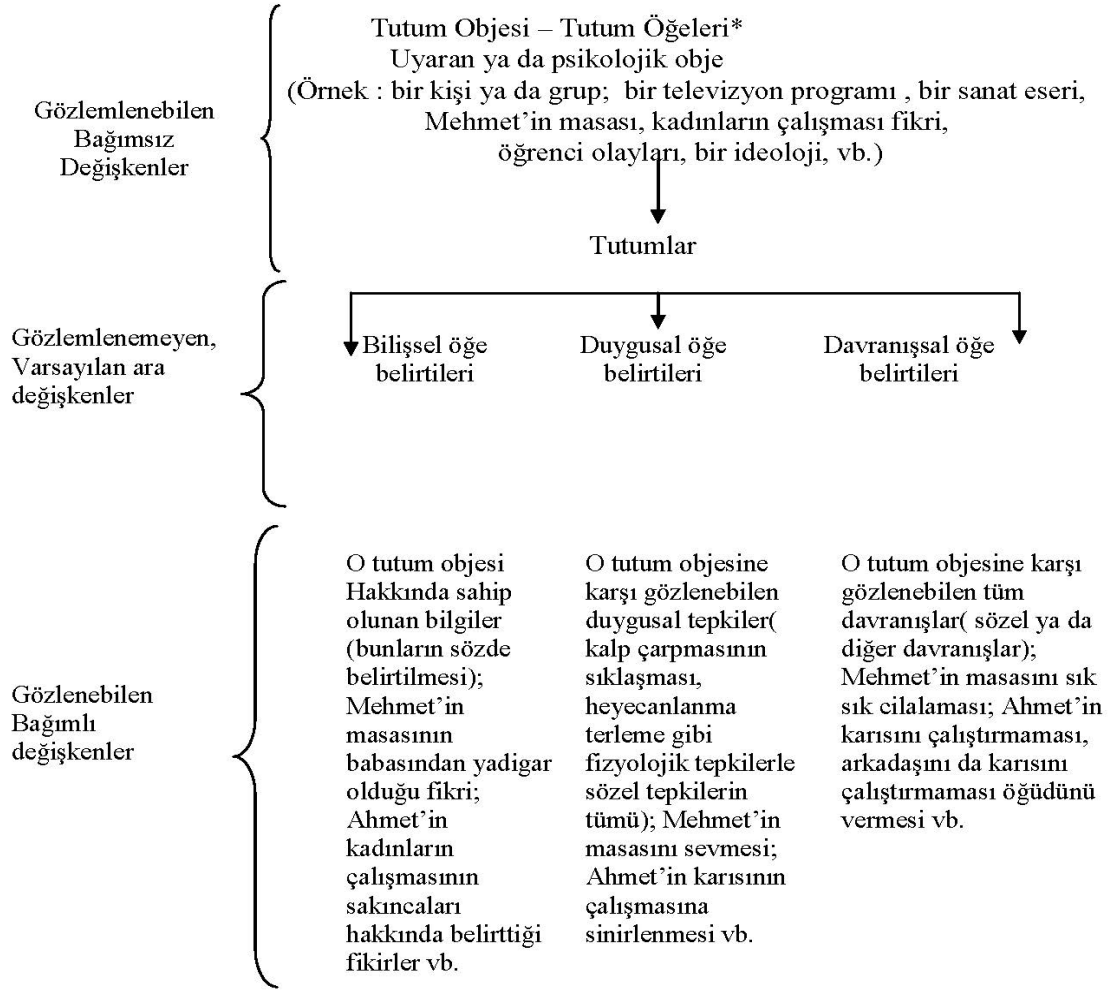 Tutum Objesi – Tutum Öğeleri*
Uyaran ya da psikolojik obje
(Örnek : bir kişi ya da grup; bir televizyon programı , bir sanat eseri,
Mehmet’in masası, kadınların çalışması fikri,
öğrenci olayları, bir ideoloji, vb.)
Gözlemlenebilen
Bağımsız
Değişkenler
Tutumlar
Gözlemlenemeyen,
Varsayılan ara
değişkenler
Bilişsel öğe
belirtileri
Duygusal öğe
belirtileri
Davranışsal öğe
belirtileri
Gözlenebilen
Bağımlı
değişkenler
O tutum objesi
Hakkında sahip
olunan bilgiler
(bunların sözde
belirtilmesi);
Mehmet’in
masasının
babasından yadigar
olduğu fikri;
Ahmet’in
kadınların
çalışmasının
sakıncaları
hakkında belirttiği
fikirler vb.
O tutum objesine
karşı gözlenebilen
duygusal tepkiler(
kalp çarpmasının
sıklaşması,
heyecanlanma
terleme gibi
fizyolojik tepkilerle
sözel tepkilerin
tümü); Mehmet’in
masasını sevmesi;
Ahmet’in karısının
çalışmasına
sinirlenmesi vb.
O tutum objesine karşı
gözlenebilen tüm
davranışlar( sözel ya da
diğer davranışlar);
Mehmet’in masasını sık
sık cilalaması; Ahmet’in
karısını çalıştırmaması,
arkadaşını da karısını
çalıştırmaması öğüdünü
vermesi vb.